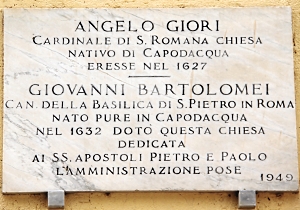 ANGELO GIORI
CARDINALE DI S. ROMANA CHIESA
NATIVO DI CAPODACQUA
ERESSE NEL 1627
GIOVANNI BARTOLOMEI
CAN. DELLA BASILICA DI S. PIETRO IN ROMA
NATO PURE IN CAPODACQUA
NEL 1632 DOTÒ QUESTA CHIESA
DEDICATA
AI SS. APOSTOLI PIETRO E PAOLO
L'AMMINISTRAZIONE POSE
1949